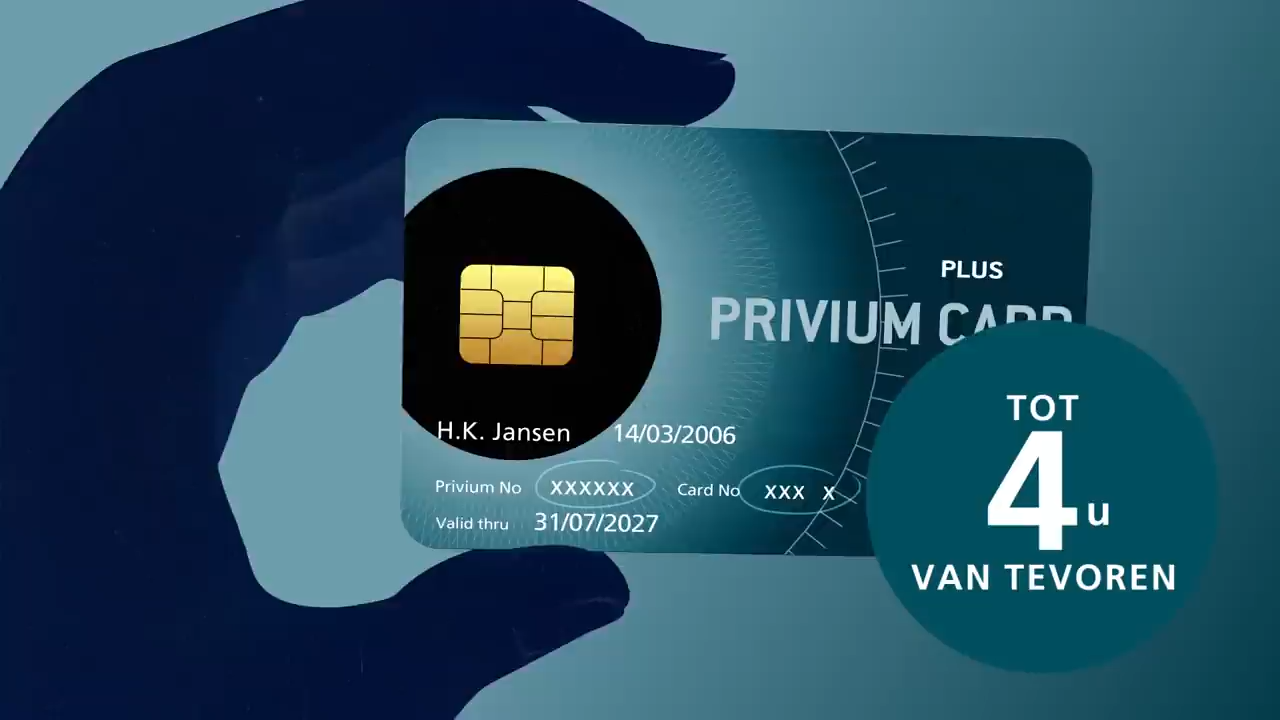 PLUS
PRIVIUM CARD
H.K. Jansen 14/03/2006
Privium No XXXXXX Card No XXX X
Valid thru 31/07/2027
TOT
4 u
VAN TEVOREN